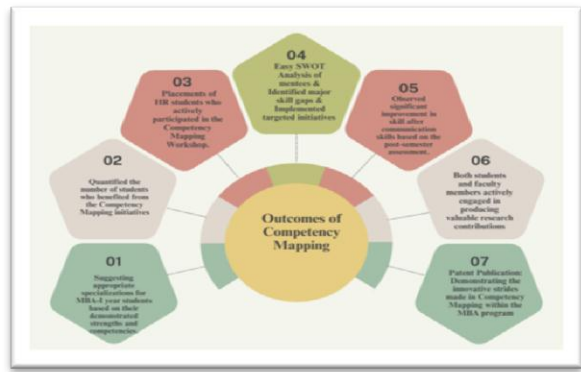 Outcomes of
Competency
Mapping
01
Suggesting
appropriate
specializations for
MBA-I year students
based on their
demonstrated
strengths and
competencies.
02
Quantified the
number of students
who benefited from
the Competency
Mapping initiatives
03
Placements of
HR students who
actively
participated in the
Competency
Mapping
Workshop.
04
Easy SWOT
Analysis of
mentees &
Identified major
skill gaps &
Implemented
targeted initiatives
05
Observed
significant
improvement in
skill after
communication
skills based on the
post-semester
assessment.
06
Both students
and faculty
members actively
engaged in
producing
valuable research
contributions
07
Patent Publication:
Demonstrating the
innovative strides
made in Competency
Mapping within the
MBA program